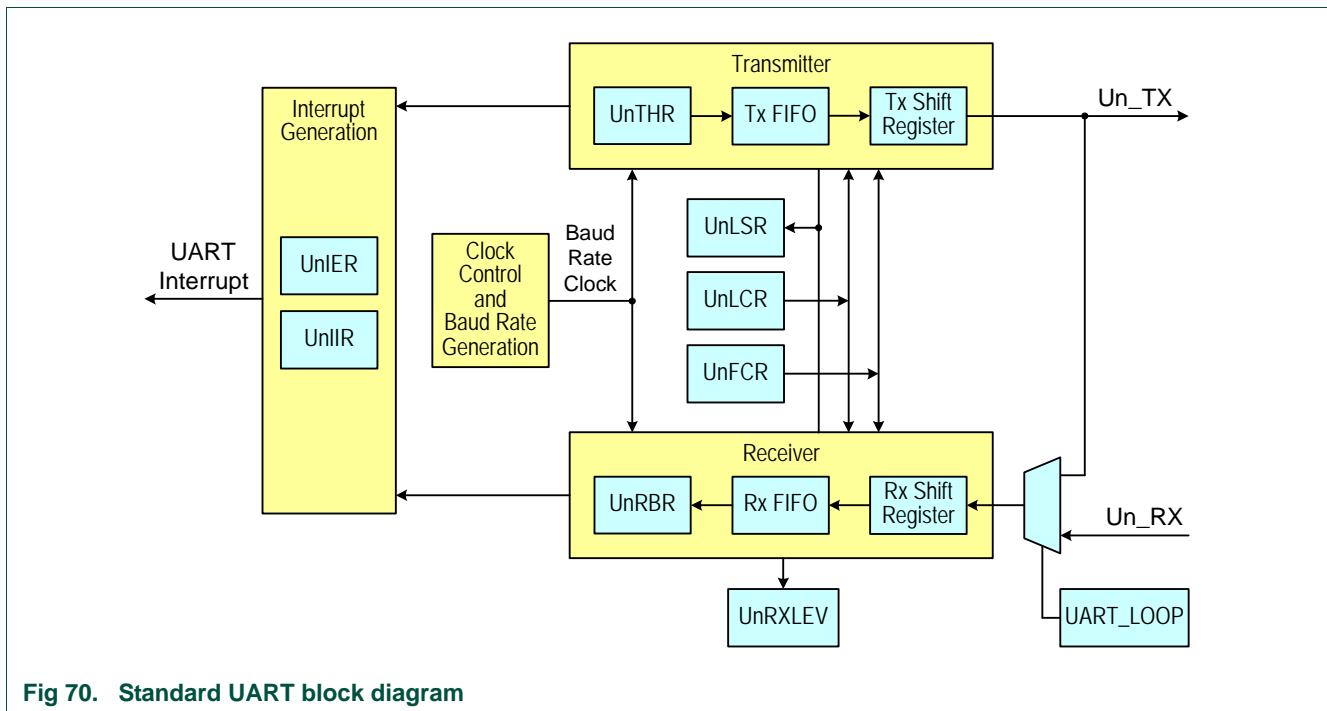 Transmitter
UnTHR
Tx FIFO
Tx Shift
Register
Un_TX
Interrupt
Generation
UnIER
UnIIR
UART
Interrupt
Clock
Control
and
Baud Rate
Generation
Baud
Rate
Clock
UnLSR
UnLCR
UnFCR
Receiver
UnRBR
Rx FIFO
Rx Shift
Register
Un_RX
UnRXLEV
UART_LOOP
Fig 70. Standard UART block diagram